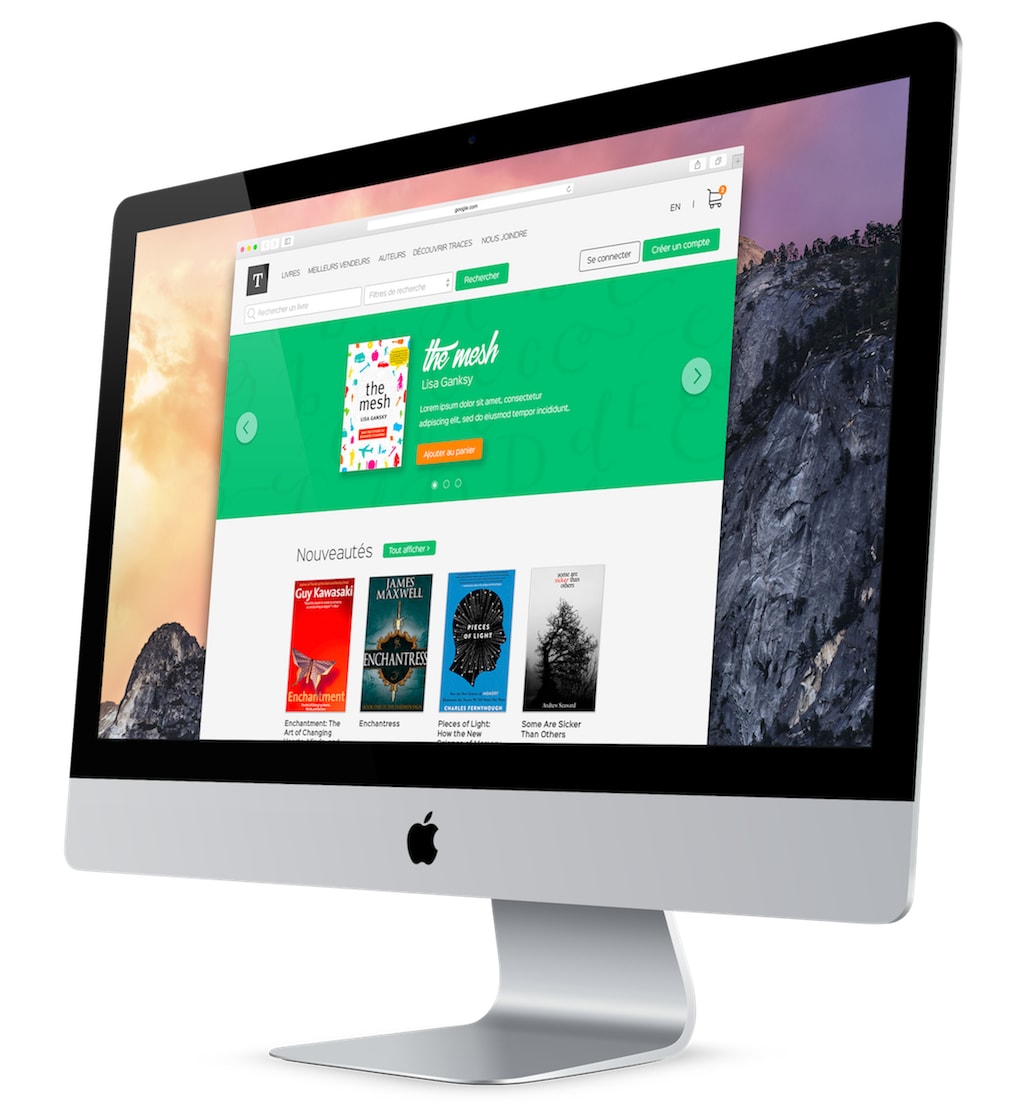 google.com
EN
T
LIVRES
MEILLEURS VENDEURS
AUTEURS
DÉCOUVRIR TRACES
NOUS JOINDRE
Se connecter
Créer un compte
Rechercher un livre
Filtres de recherche
Rechercher
the
mesh
LISA GANSKY
the mesh
Lisa Ganksy
Lorem ipsum dolor sit amet, consectetur
adipiscing elit, sed do eiusmod tempor incididunt.
Ajouter au panier
Nouveautés
Tout afficher >
Guy Kawasaki
Enchantment
JAMES
MAXWELL
ENCHANTRESS
PIECES
OF LIGHT
CHARLES FERNYHOUGH
some are
sicker than
others
Andrew Seaward
Enchantment: The
Art of Changing
Enchantress
Pieces of Light:
How the New
Some Are Sicker
Than Others